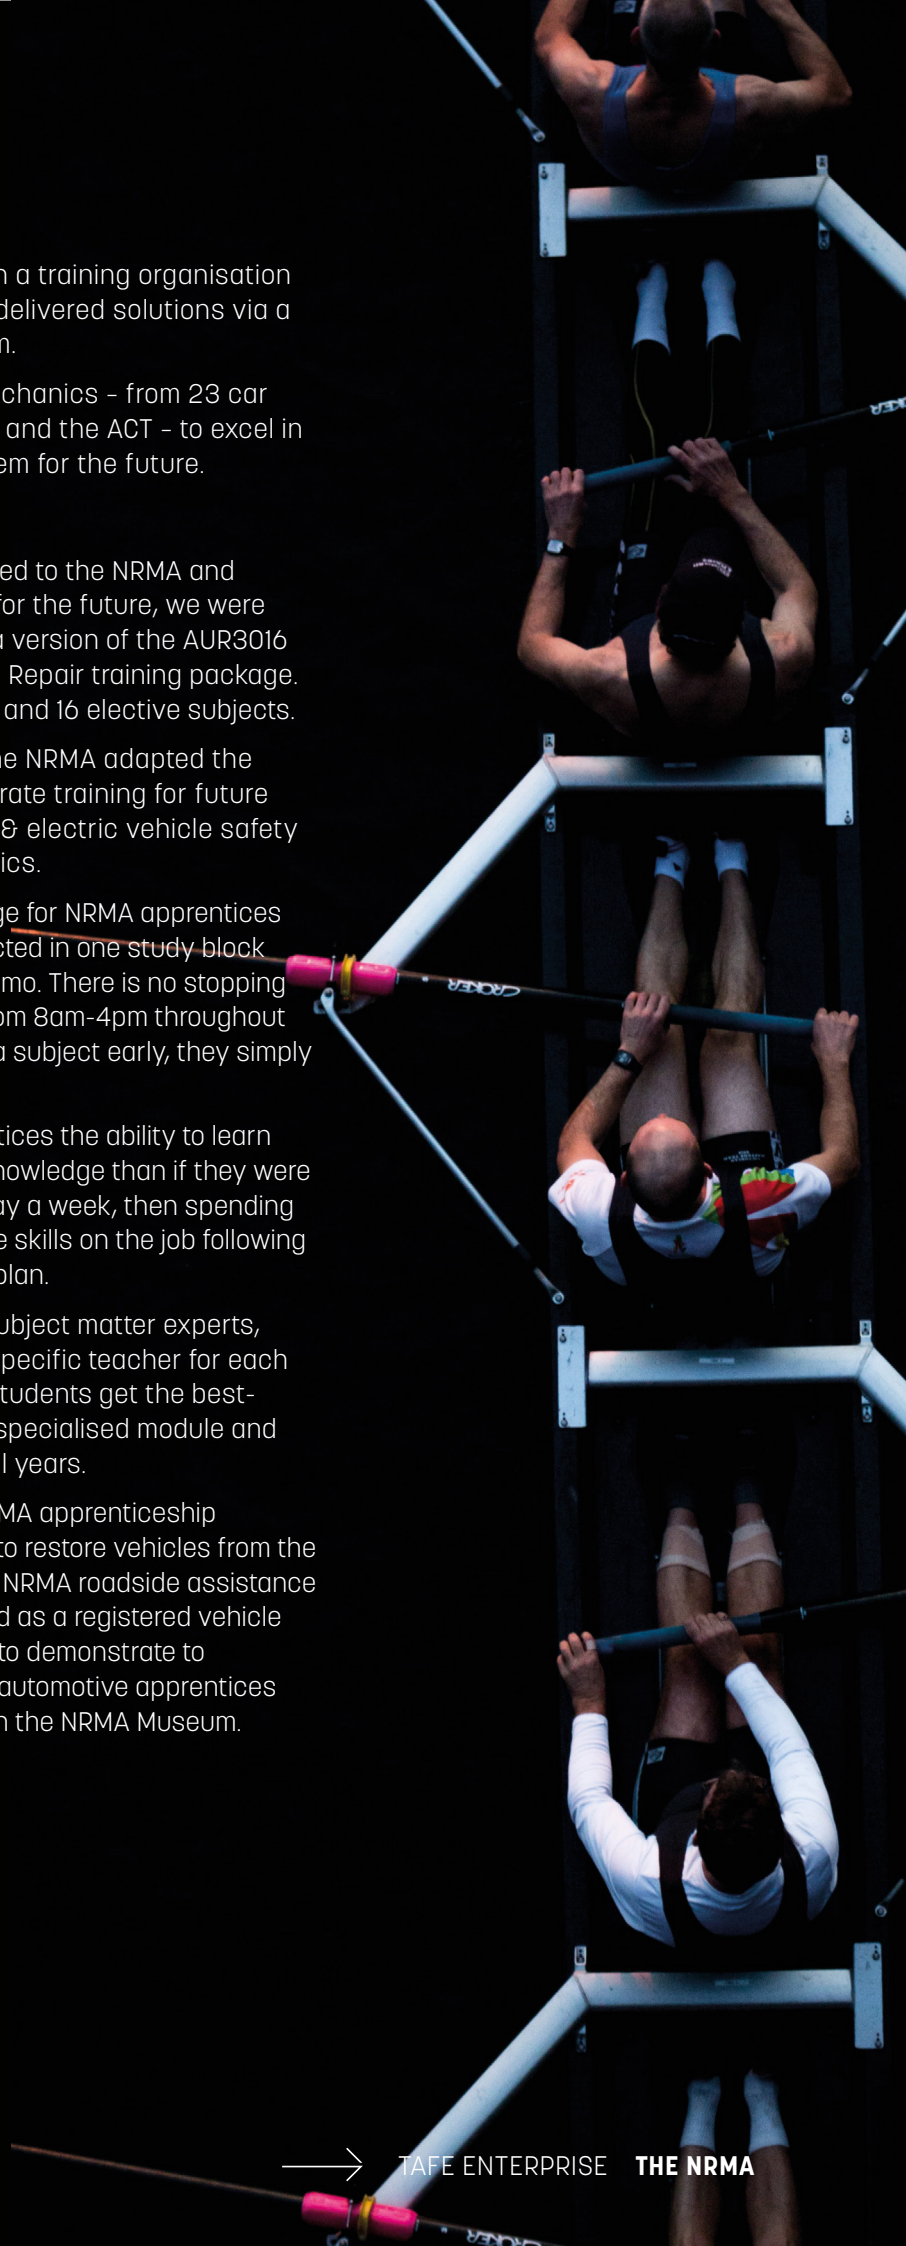 a training organisation
delivered solutions via a
chanics – from 23 car
and the ACT – to excel in
em for the future.
ed to the NRMA and
for the future, we were
a version of the AUR3016
Repair training package.
and 16 elective subjects.
he NRMA adapted the
rate training for future
& electric vehicle safety
ics.
ge for NRMA apprentices
cted in one study block
mo. There is no stopping
om 8am-4pm throughout
a subject early, they simply
tices the ability to learn
nowledge than if they were
ay a week, then spending
e skills on the job following
plan.
ubject matter experts,
pecific teacher for each
tudents get the best-
specialised module and
l years.
MA apprenticeship
to restore vehicles from the
NRMA roadside assistance
d as a registered vehicle
to demonstrate to
automotive apprentices
n the NRMA Museum.
CROKER
TAFE ENTERPRISE THE NRMA
CROKER